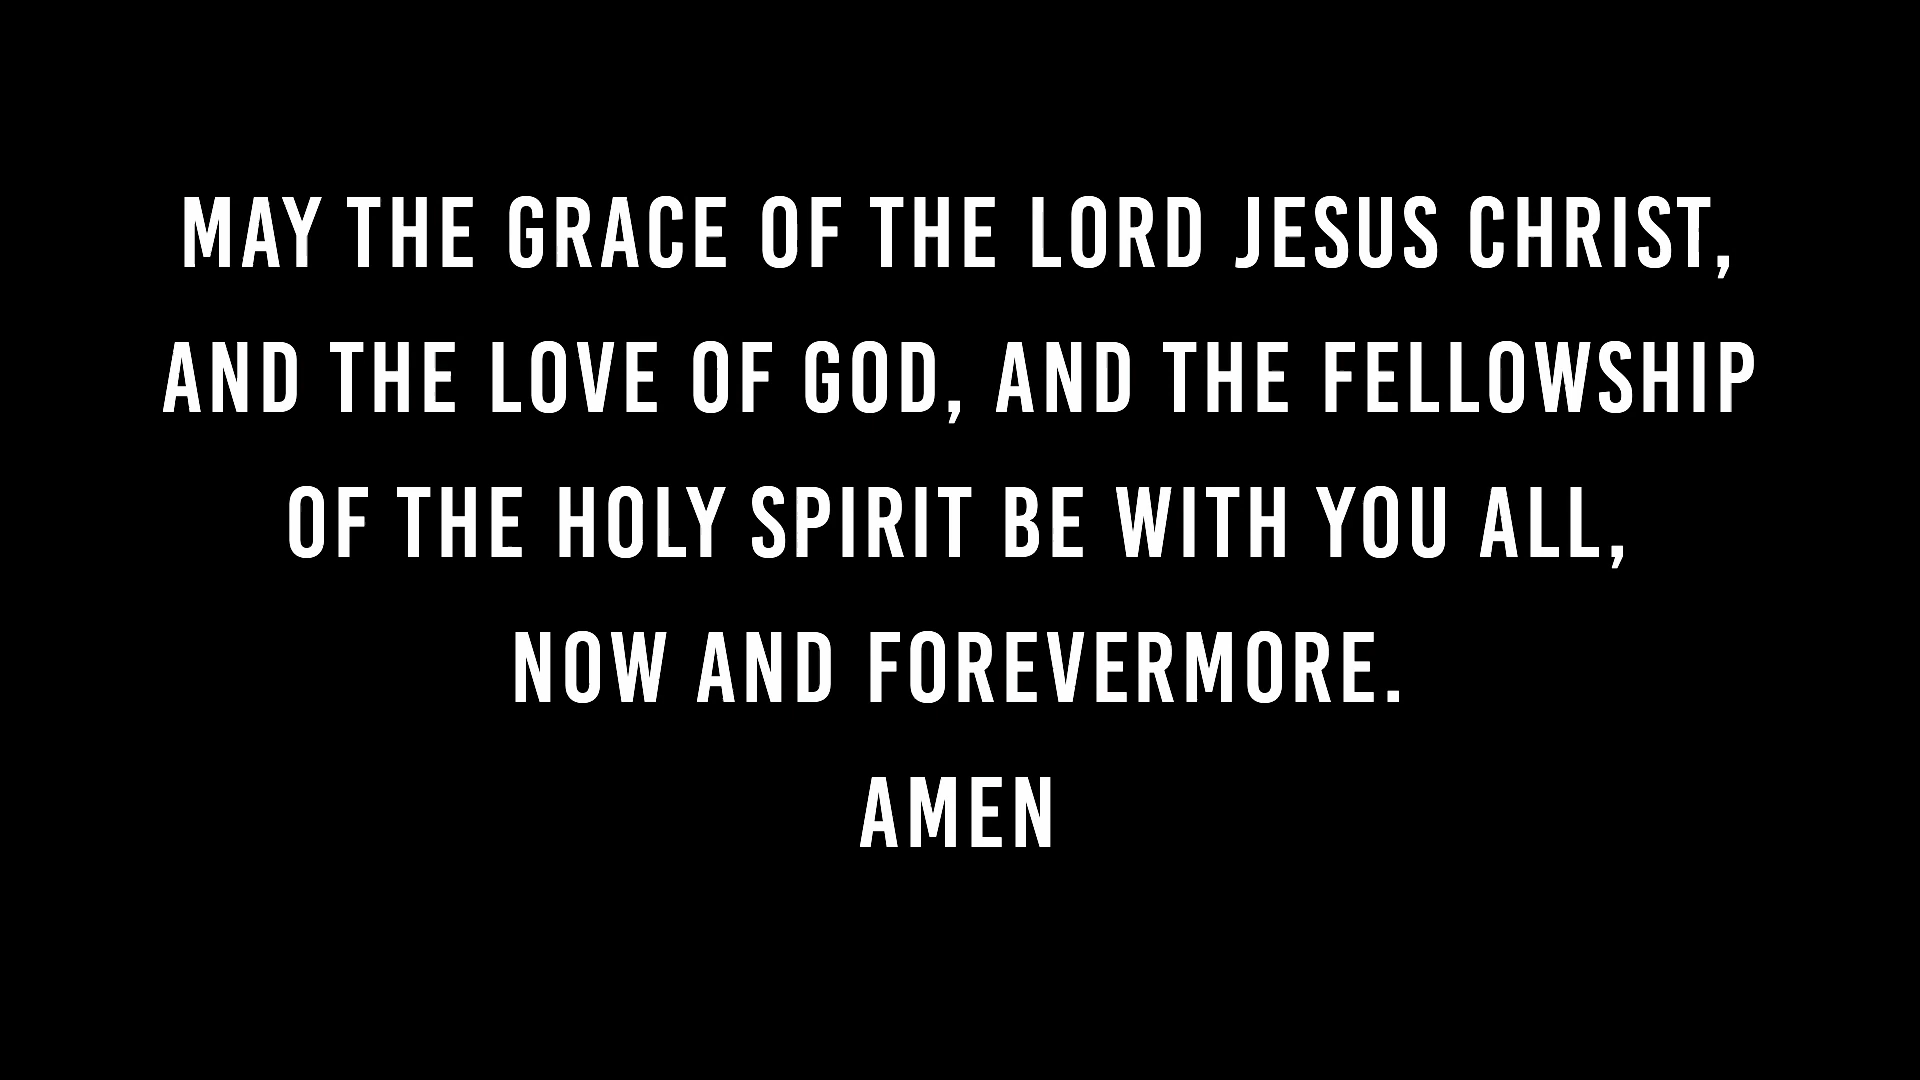 MAY THE GRACE OF THE LORD JESUS CHRIST,
AND THE LOVE OF GOD, AND THE FELLOWSHIP
OF THE HOLY SPIRIT BE WITH YOU ALL,
NOW AND FOREVERMORE.
AMEN